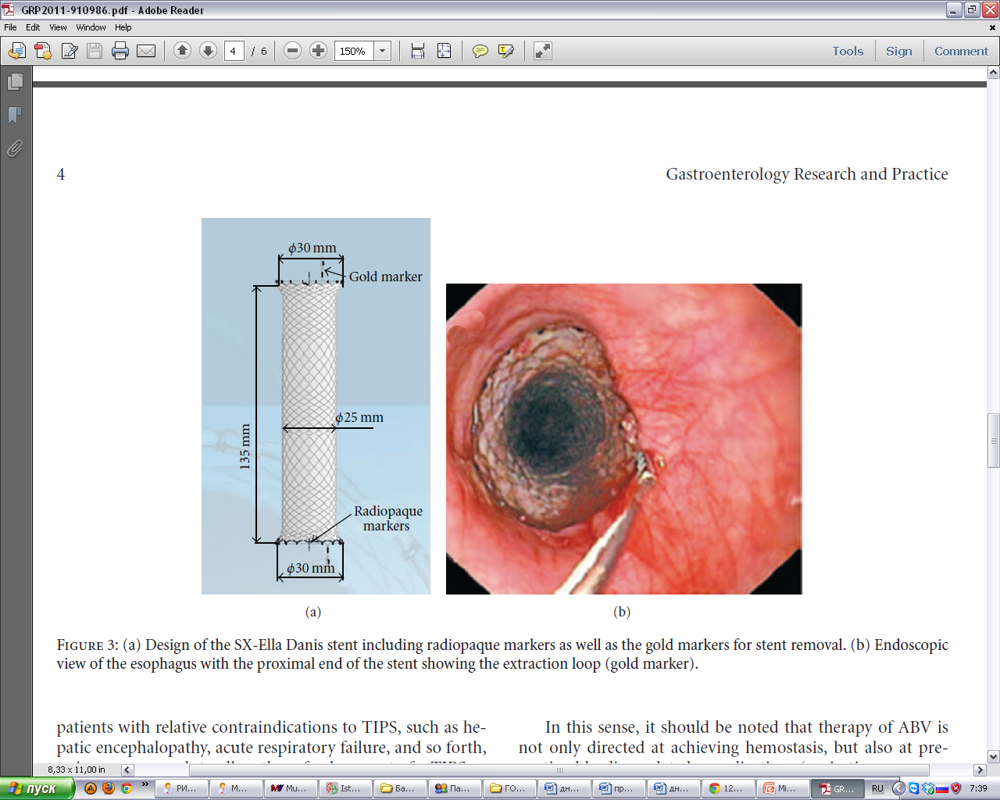 GRP2011-910986.pdf - Adobe Reader
File Edit View Window Help
4 / 6 150% Tools Sign Comment
4 Gastroenterology Research and Practice
ϕ30 mm
Gold marker
ϕ25 mm
135 mm
Radiopaque
markers
ϕ30 mm
(a)
(b)
FIGURE 3: (a) Design of the SX-Ella Danis stent including radiopaque markers as well as the gold markers for stent removal. (b) Endoscopic
view of the esophagus with the proximal end of the stent showing the extraction loop (gold marker).
patients with relative contraindications to TIPS, such as he-
patic encephalopathy, acute respiratory failure, and so forth,
In this sense, it should be noted that therapy of ABV is
not only directed at achieving hemostasis, but also at pre-
8,33 x 11,00 in
пуск » РИ... М... Mu... Ist... Ба... Па... ГО... дн... пр... дн... 12... Mi... GR... RU 7:39